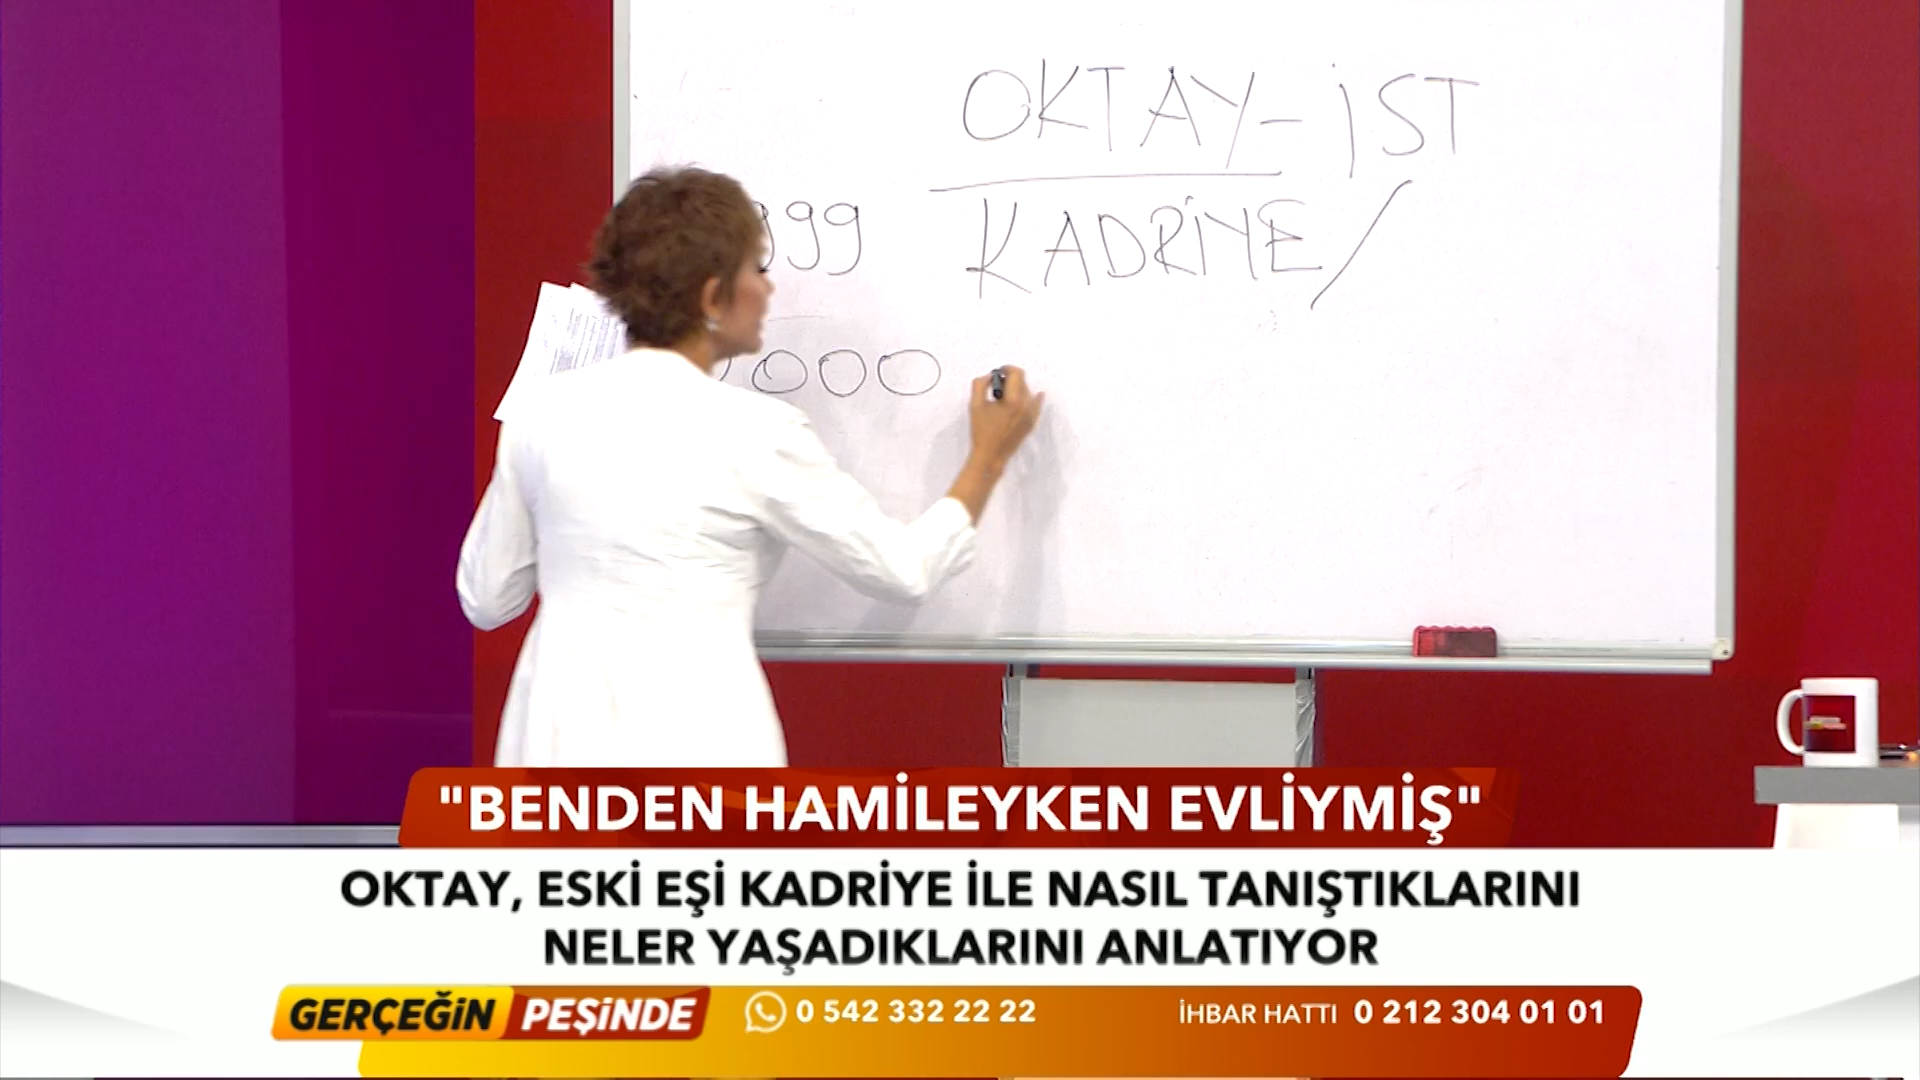 OKTAY - İST
999
KADRİYE /
0000
"BENDEN HAMİLEYKEN EVLİYMİŞ"
OKTAY, ESKİ EŞİ KADRİYE İLE NASIL TANIŞTIKLARINI
NELER YAŞADIKLARINI ANLATIYOR
GERÇEĞİN PEŞİNDE
0 542 332 22 22
İHBAR HATTI 0 212 304 01 01